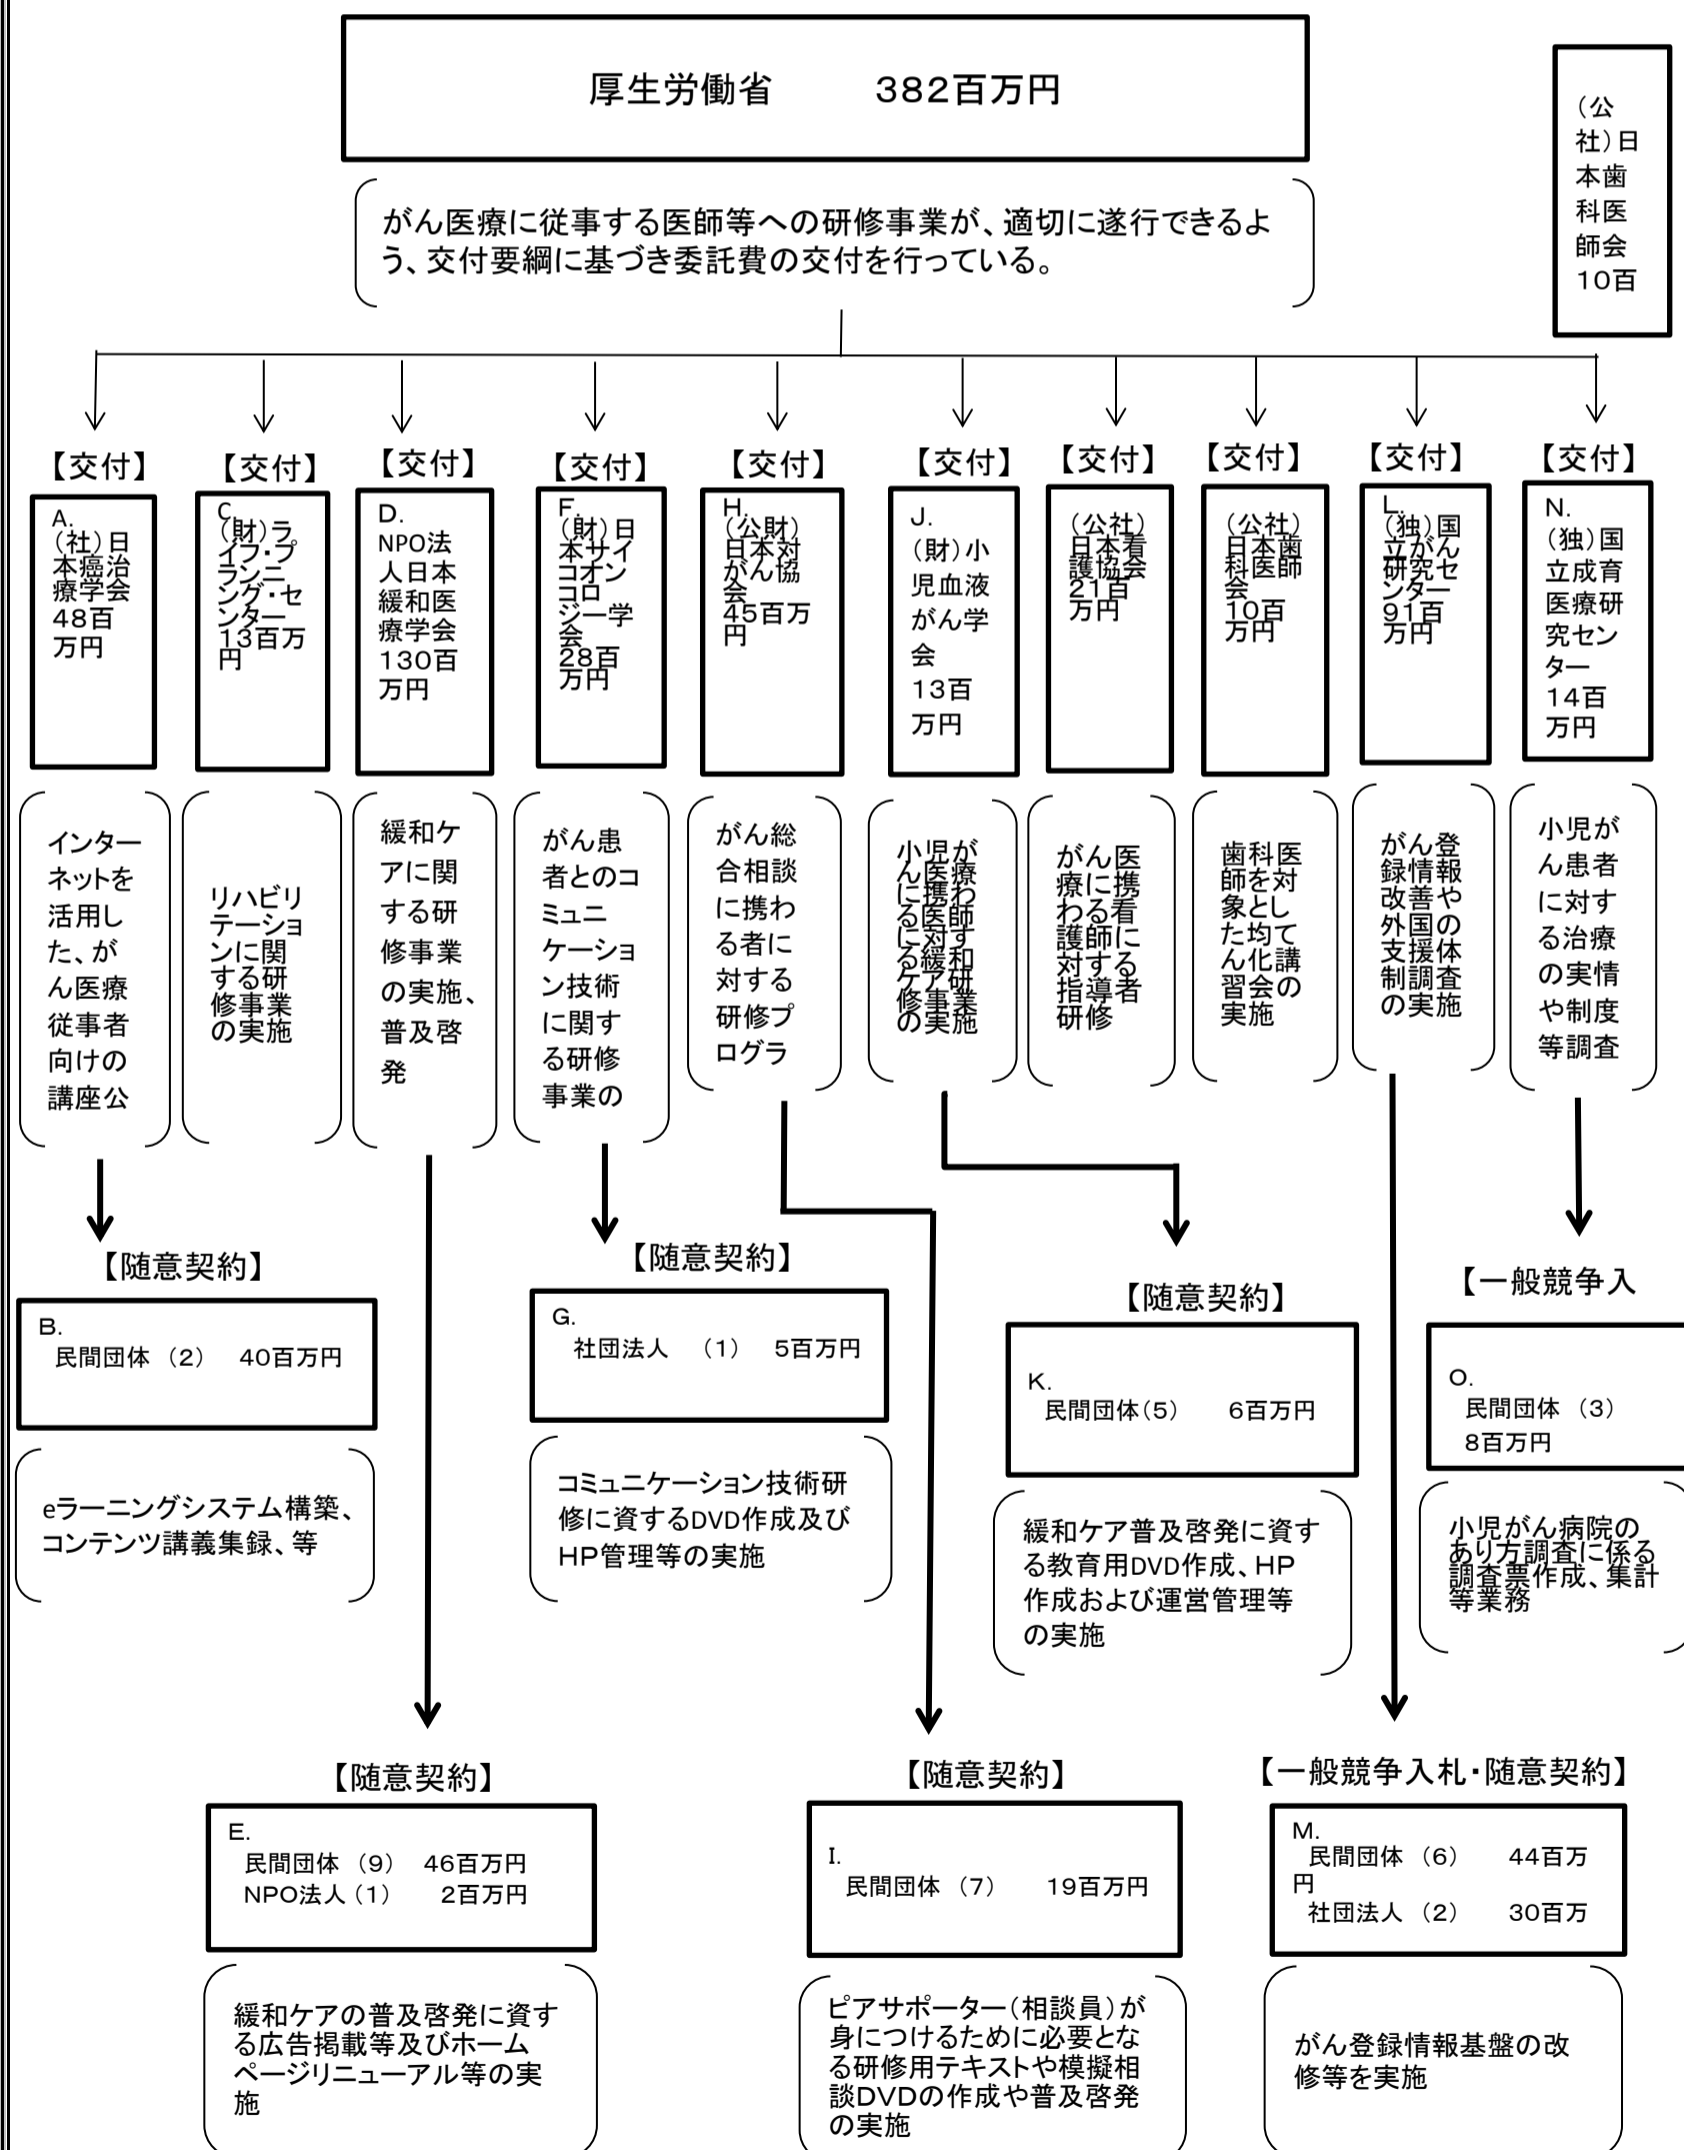 厚生労働省 382百万円
（公
社）日
本歯
科医
師会
10百
がん医療に従事する医師等への研修事業が、適切に遂行できるよ
う、交付要綱に基づき委託費の交付を行っている。
【交付】
【交付】
【交付】
【交付】
【交付】
【交付】
【交付】
【交付】
【交付】
【交付】
A.
（社）日
本癌治
療学会
48百
万円
C.
（財）ラ
イフ・プ
ランニ
ング・セ
ンター
13百万
円
D.
NPO法
人日本
緩和医
療学会
130百
万円
F.
（財）日
本サイ
コオン
コロ
ジー学
会
28百
万円
H.
（公財）
日本対
がん協
会
45百万
円
J.
（財）小
児血液
がん学
会
13百
万円
（公社）
日本看
護協会
21百
万円
（公社）
日本歯
科医師
会
10百
万円
L.
（独）国
立がん
研究セ
ンター
91百
万円
N.
（独）国
立成育
医療研
究セン
ター
14百
万円
インター
ネットを
活用し
た、が
ん医療
従事者
向けの
講座公
リハビリ
テーショ
ンに関
する研
修事業
の実施
緩和ケ
アに関
する研
修事業
の実施、
普及啓
発
がん患
者とのコ
ミュニ
ケーショ
ン技術
に関す
る研修
事業の
がん総
合相談
に携わ
る者に
対する
研修プ
ログラ
小児が
ん医療
に携わ
る医師
に対す
る緩和
ケア研
修事業
の実施
がん医
療に携
わる看
護師に
対する
指導者
研修
歯科医
師を対
象とし
た均て
ん化講
習会の
実施
がん登
録情報
改善や
外国の
支援体
制調査
の実施
小児が
ん患者
に対す
る治療
の実情
や制度
等調査
【随意契約】
B.
民間団体（2） 40百万円
eラーニングシステム構築、
コンテンツ講義集録、等
【随意契約】
G.
社団法人 （1） 5百万円
コミュニケーション技術研
修に資するDVD作成及び
HP管理等の実施
【随意契約】
K.
民間団体（5） 6百万円
緩和ケア普及啓発に資す
る教育用DVD作成、HP
作成および運営管理等
の実施
【一般競争入
O.
民間団体（3）
8百万円
小児がん病院の
あり方調査に係る
調査票作成、集計
等業務
【随意契約】
E.
民間団体（9） 46百万円
NPO法人（1） 2百万円
緩和ケアの普及啓発に資す
る広告掲載等及びホーム
ページリニューアル等の実
施
【随意契約】
I.
民間団体（7） 19百万円
ピアサポーター（相談員）が
身につけるために必要とな
る研修用テキストや模擬相
談DVDの作成や普及啓発
の実施
【一般競争入札・随意契約】
M.
民間団体（6） 44百万
円
社団法人（2） 30百万
がん登録情報基盤の改
修等を実施